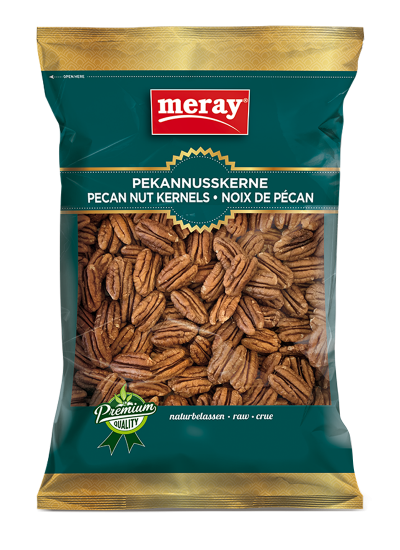 OPEN HERE
meray®
PEKANNUSSKERNE
PECAN NUT KERNELS • NOIX DE PÉCAN
Premium
QUALITY
naturbelassen • raw • crue